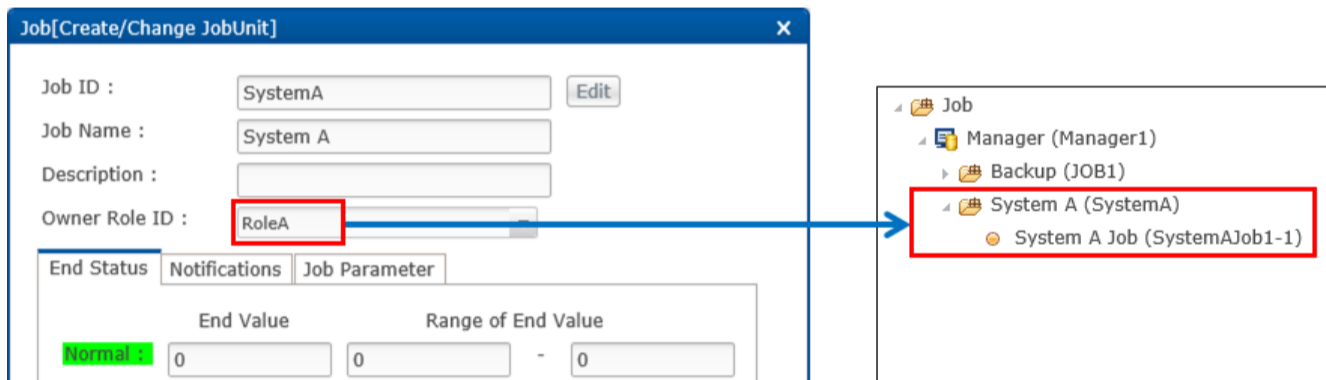 Job[Create/Change JobUnit]
Job ID :
SystemA
Edit
Job Name :
System A
Description :
Owner Role ID :
RoleA
End Status
Notifications
Job Parameter
End Value
Range of End Value
Normal :
0
0
-
0
Job
Manager (Manager1)
Backup (JOB1)
System A (SystemA)
System A Job (SystemAJob1-1)